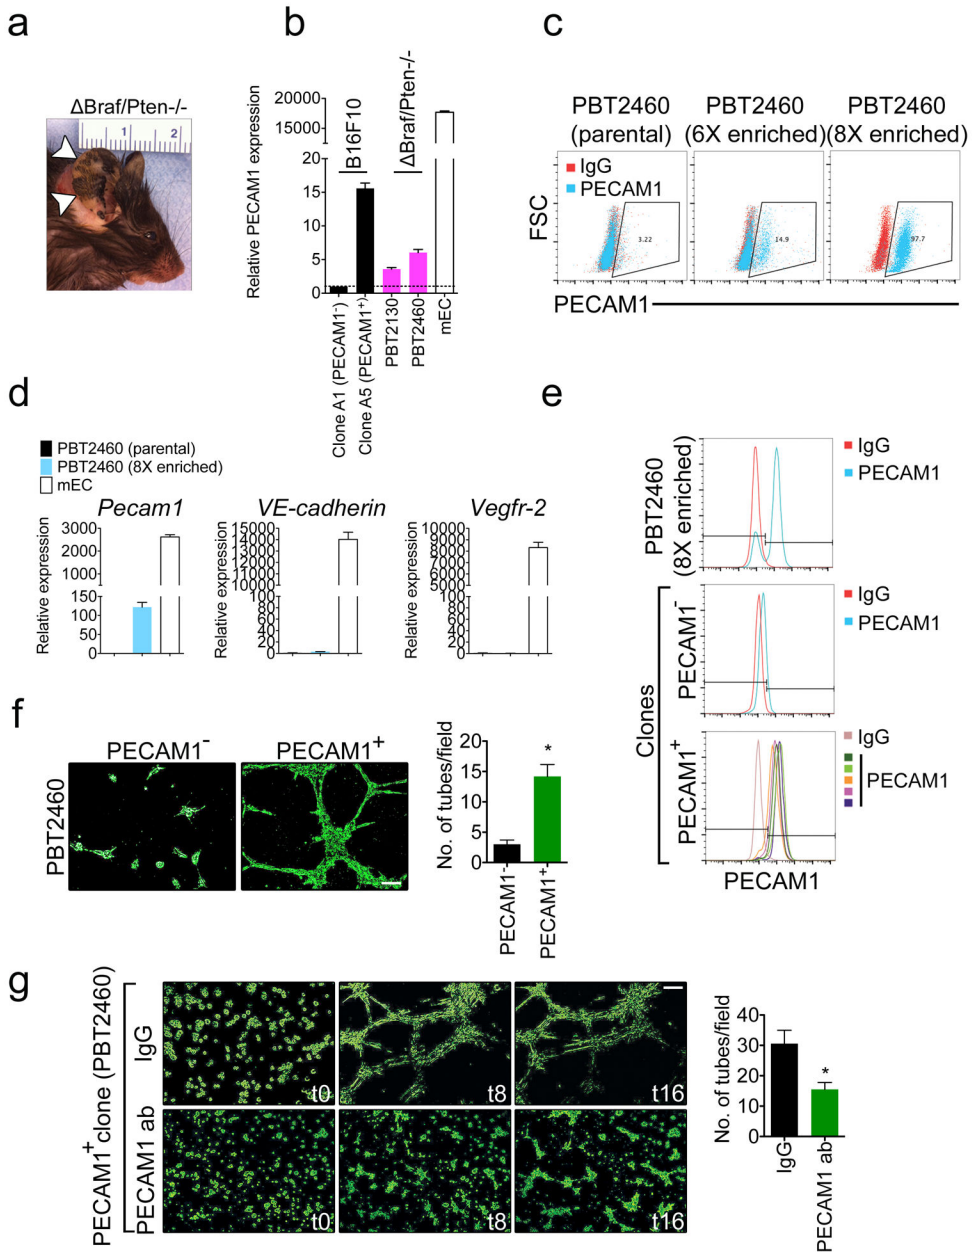 a
ΔBraf/Pten-/-
1
2
b
Relative PECAM1 expression
B16F10
ΔBraf/Pten-/-
20000
15000
20
15
10
5
0
Clone A1 (PECAM1-)
Clone A5 (PECAM1+)
PBT2130
PBT2460
mEC
c
PBT2460 (parental)
PBT2460 (6X enriched)
PBT2460 (8X enriched)
IgG
PECAM1
FSC
3.22
14.9
97.7
PECAM1
d
PBT2460 (parental)
PBT2460 (8X enriched)
mEC
Pecam1
Relative expression
3000
2000
1000
150
100
50
0
VE-cadherin
Relative expression
15000
14000
13000
12000
11000
10000
100
80
60
40
20
0
Vegfr-2
Relative expression
10000
9000
8000
7000
6000
5000
100
80
60
40
20
0
e
PBT2460
(8X enriched)
IgG
PECAM1
Clones
PECAM1-
IgG
PECAM1
PECAM1+
IgG
PECAM1
PECAM1
f
PECAM1-
PECAM1+
PBT2460
No. of tubes/field
20
15
10
5
0
*
PECAM1-
PECAM1+
g
PECAM1+ clone (PBT2460)
IgG
t0
t8
t16
PECAM1 ab
t0
t8
t16
No. of tubes/field
40
30
20
10
0
*
IgG
PECAM1 ab